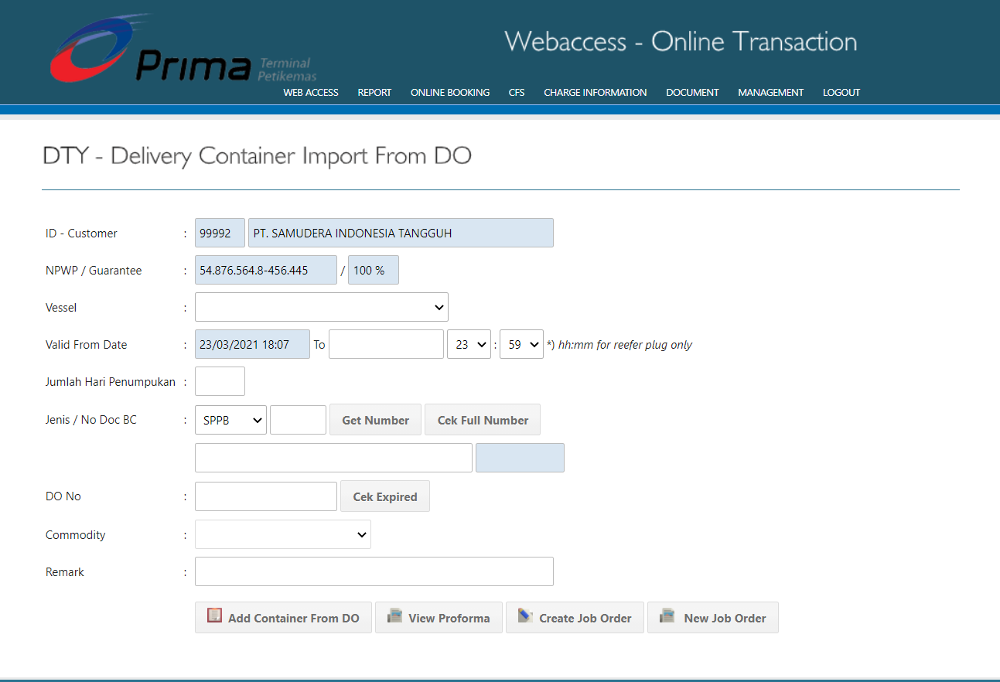 Prima Terminal
Petikemas
Webaccess - Online Transaction
WEB ACCESS REPORT ONLINE BOOKING CFS CHARGE INFORMATION DOCUMENT MANAGEMENT LOGOUT
DTY - Delivery Container Import From DO
ID - Customer : 99992 PT. SAMUDERA INDONESIA TANGGUH
NPWP / Guarantee : 54.876.564.8-456.445 / 100 %
Vessel :
Valid From Date : 23/03/2021 18:07 To 23 : 59 *) hh:mm for reefer plug only
Jumlah Hari Penumpukan :
Jenis / No Doc BC : SPPB Get Number Cek Full Number
DO No : Cek Expired
Commodity :
Remark :
Add Container From DO View Proforma Create Job Order New Job Order